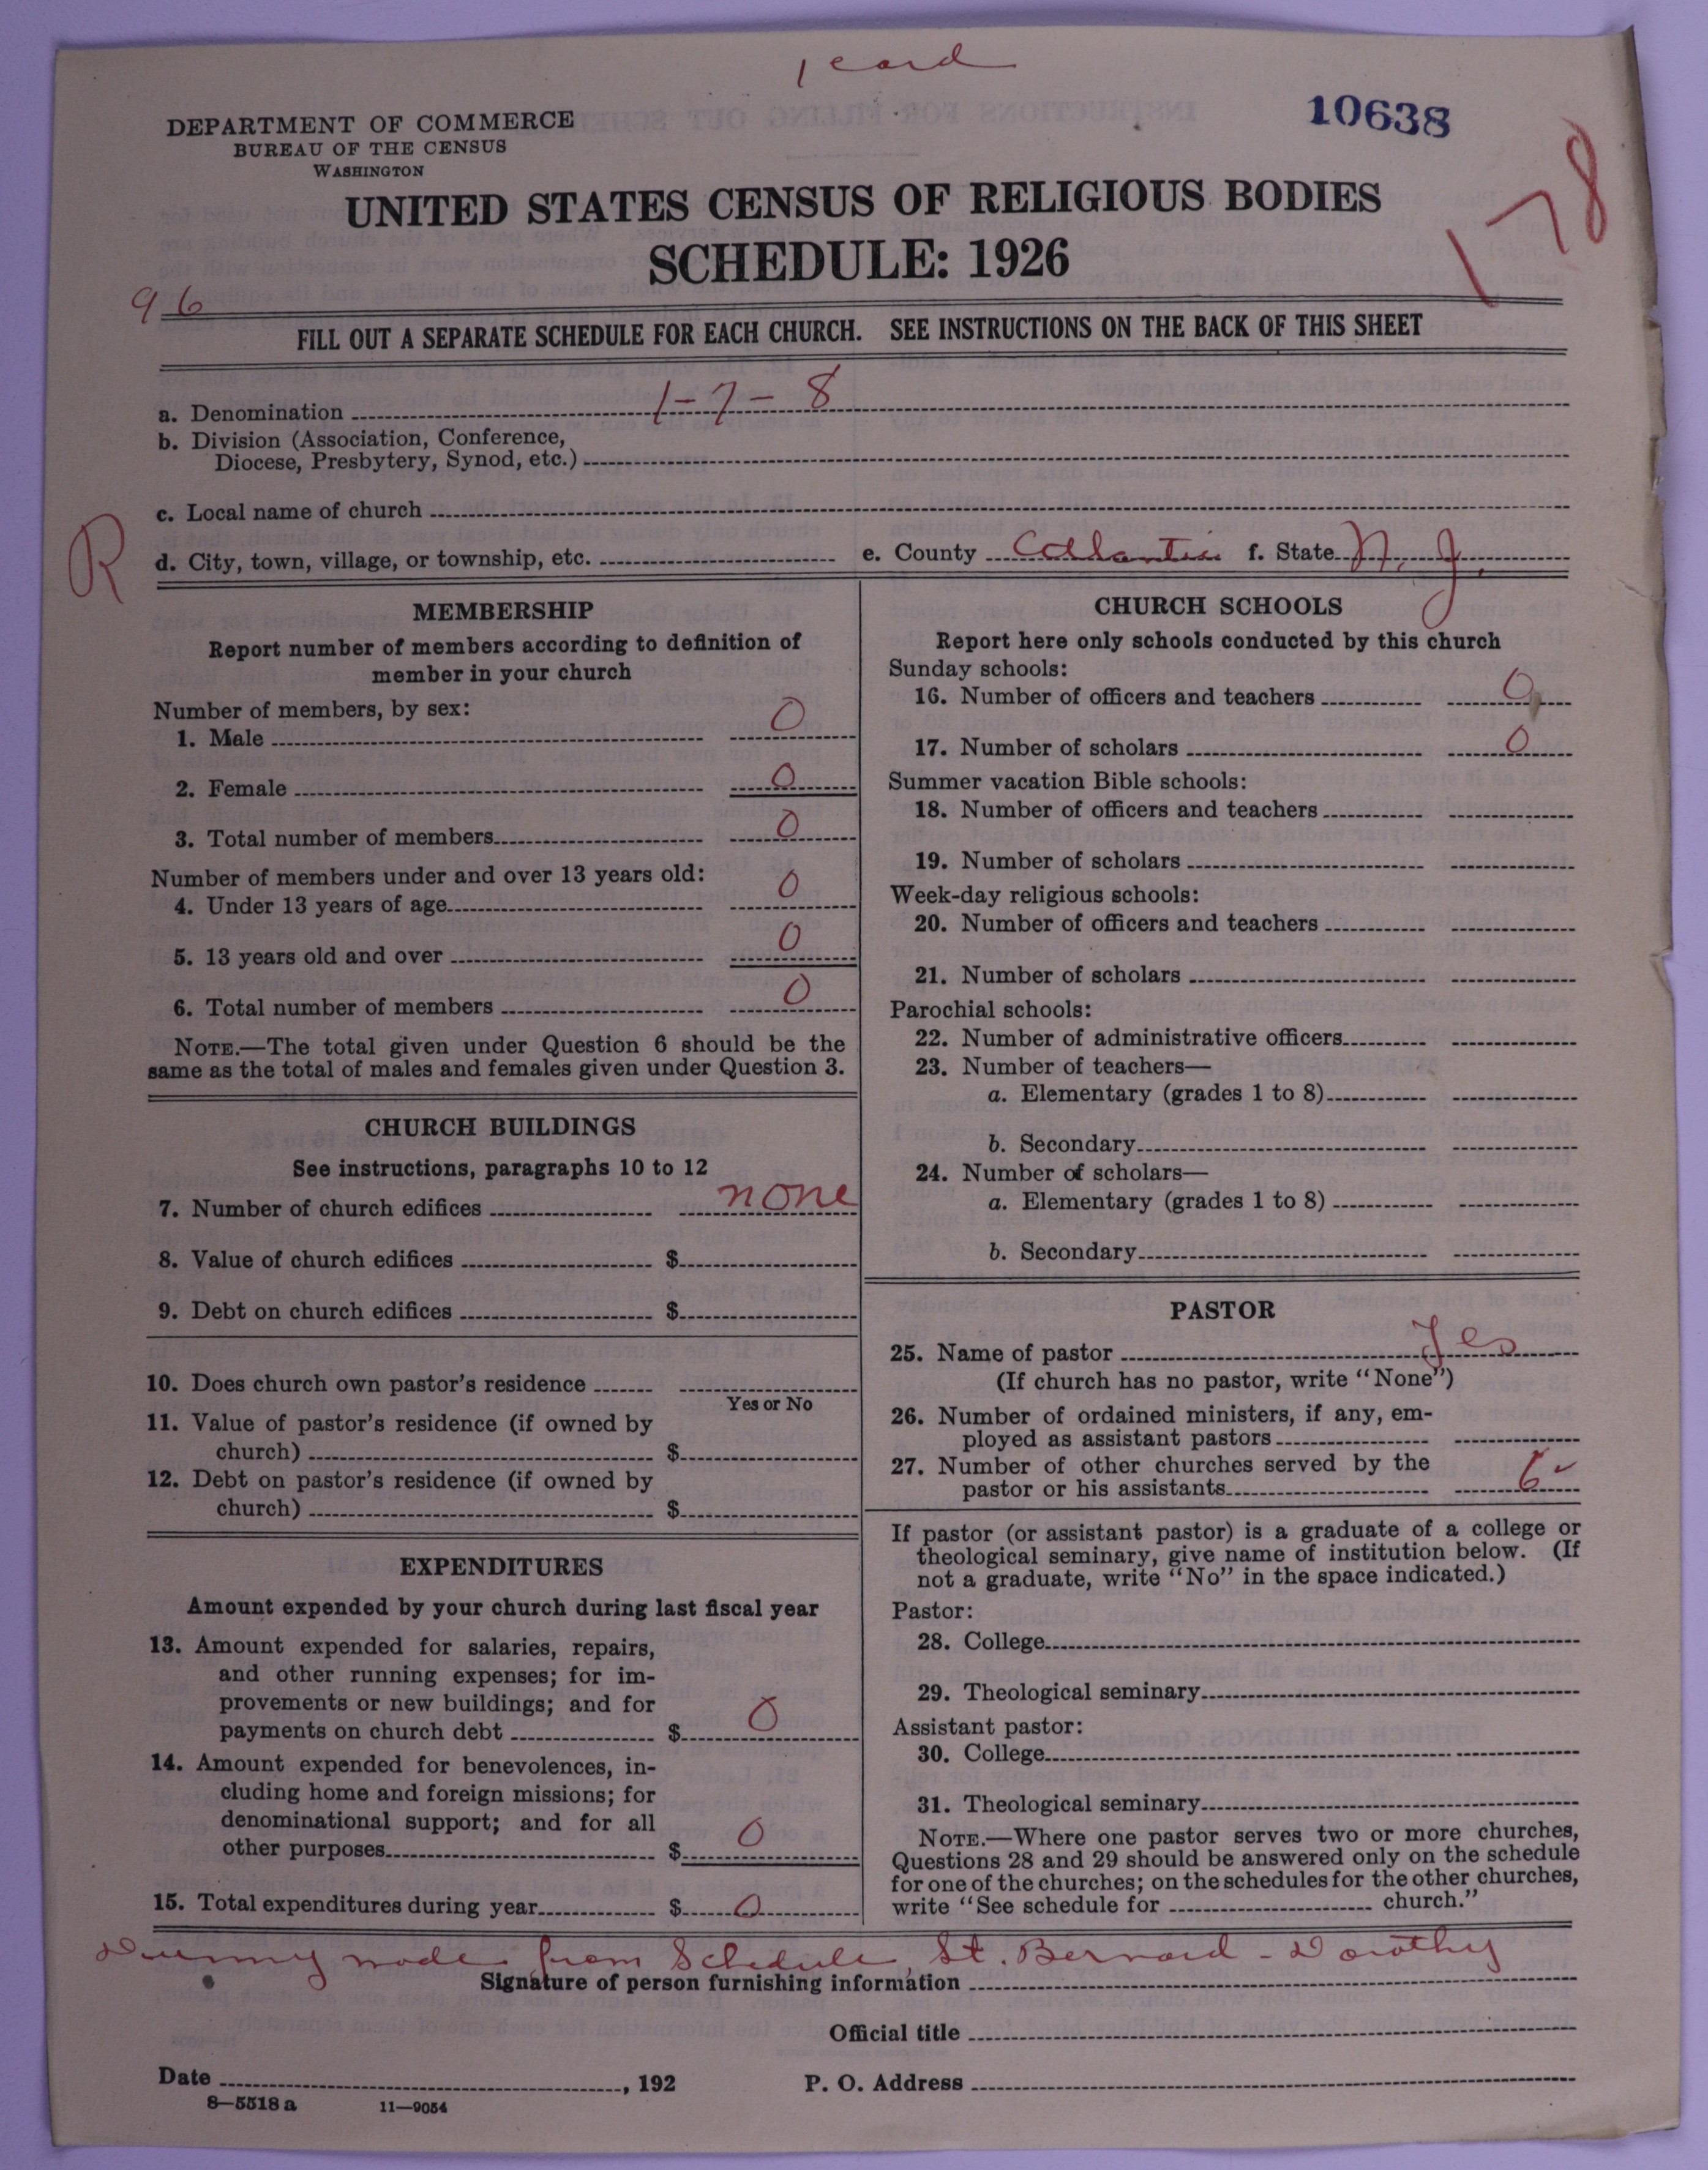 1 card
DEPARTMENT OF COMMERCE
BUREAU OF THE CENSUS
WASHINGTON
10638
178
UNITED STATES CENSUS OF RELIGIOUS BODIES
SCHEDULE: 1926
96
FILL OUT A SEPARATE SCHEDULE FOR EACH CHURCH. SEE INSTRUCTIONS ON THE BACK OF THIS SHEET
a. Denomination 1-7-8
b. Division (Association, Conference,
Diocese, Presbytery, Synod, etc.)
c. Local name of church
R
d. City, town, village, or township, etc. e. County Atlantic f. State N. J.
MEMBERSHIP
Report number of members according to definition of
member in your church
Number of members, by sex:
1. Male 0
2. Female 0
3. Total number of members 0
Number of members under and over 13 years old:
4. Under 13 years of age 0
5. 13 years old and over 0
6. Total number of members 0
NOTE.—The total given under Question 6 should be the
same as the total of males and females given under Question 3.
CHURCH BUILDINGS
See instructions, paragraphs 10 to 12
7. Number of church edifices none
8. Value of church edifices $
9. Debt on church edifices $
10. Does church own pastor's residence
Yes or No
11. Value of pastor's residence (if owned by
church) $
12. Debt on pastor's residence (if owned by
church) $
EXPENDITURES
Amount expended by your church during last fiscal year
13. Amount expended for salaries, repairs,
and other running expenses; for im-
provements or new buildings; and for
payments on church debt $ 0
14. Amount expended for benevolences, in-
cluding home and foreign missions; for
denominational support; and for all
other purposes $ 0
15. Total expenditures during year $ 0
CHURCH SCHOOLS
Report here only schools conducted by this church
Sunday schools:
16. Number of officers and teachers 0
17. Number of scholars 0
Summer vacation Bible schools:
18. Number of officers and teachers
19. Number of scholars
Week-day religious schools:
20. Number of officers and teachers
21. Number of scholars
Parochial schools:
22. Number of administrative officers
23. Number of teachers—
a. Elementary (grades 1 to 8)
b. Secondary
24. Number of scholars—
a. Elementary (grades 1 to 8)
b. Secondary
PASTOR
25. Name of pastor Yes
(If church has no pastor, write "None")
26. Number of ordained ministers, if any, em-
ployed as assistant pastors
27. Number of other churches served by the
pastor or his assistants 6
If pastor (or assistant pastor) is a graduate of a college or
theological seminary, give name of institution below. (If
not a graduate, write "No" in the space indicated.)
Pastor:
28. College
29. Theological seminary
Assistant pastor:
30. College
31. Theological seminary
NOTE.—Where one pastor serves two or more churches,
Questions 28 and 29 should be answered only on the schedule
for one of the churches; on the schedules for the other churches,
write "See schedule for church."
Dummy made from Schedule, St. Bernard - Dorothy
Signature of person furnishing information
Official title
Date , 192 P. O. Address
8—5518 a 11—9054